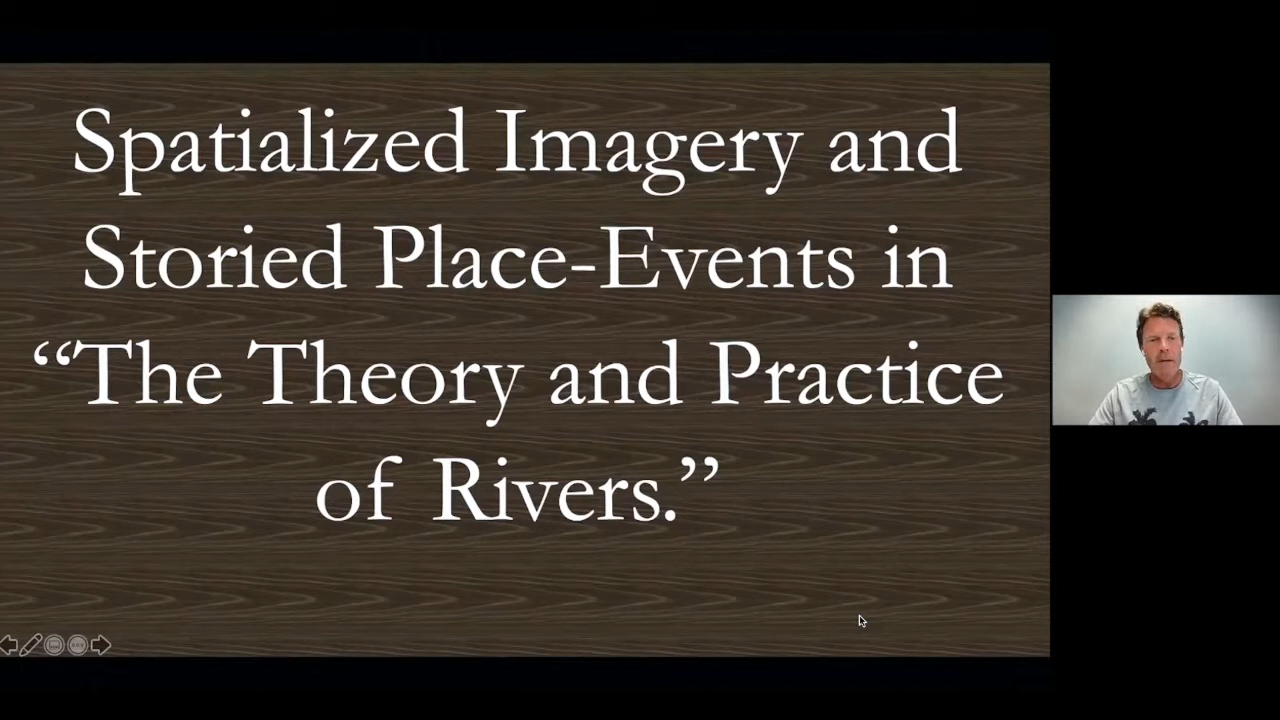 Spatialized Imagery and
Storied Place-Events in
“The Theory and Practice
of Rivers.”